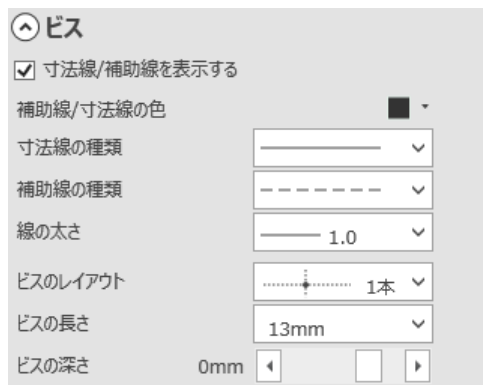 ビス
寸法線/補助線を表示する
補助線/寸法線の色
寸法線の種類
補助線の種類
線の太さ 1.0
ビスのレイアウト 1本
ビスの長さ 13mm
ビスの深さ 0mm